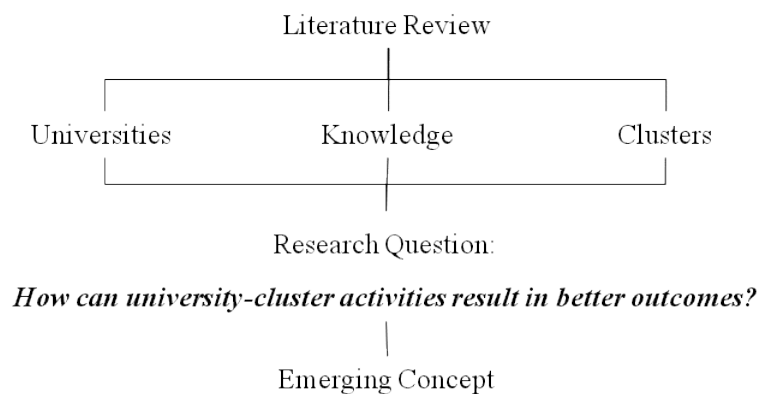 Literature Review
Universities Knowledge Clusters
Research Question:
How can university-cluster activities result in better outcomes?
Emerging Concept